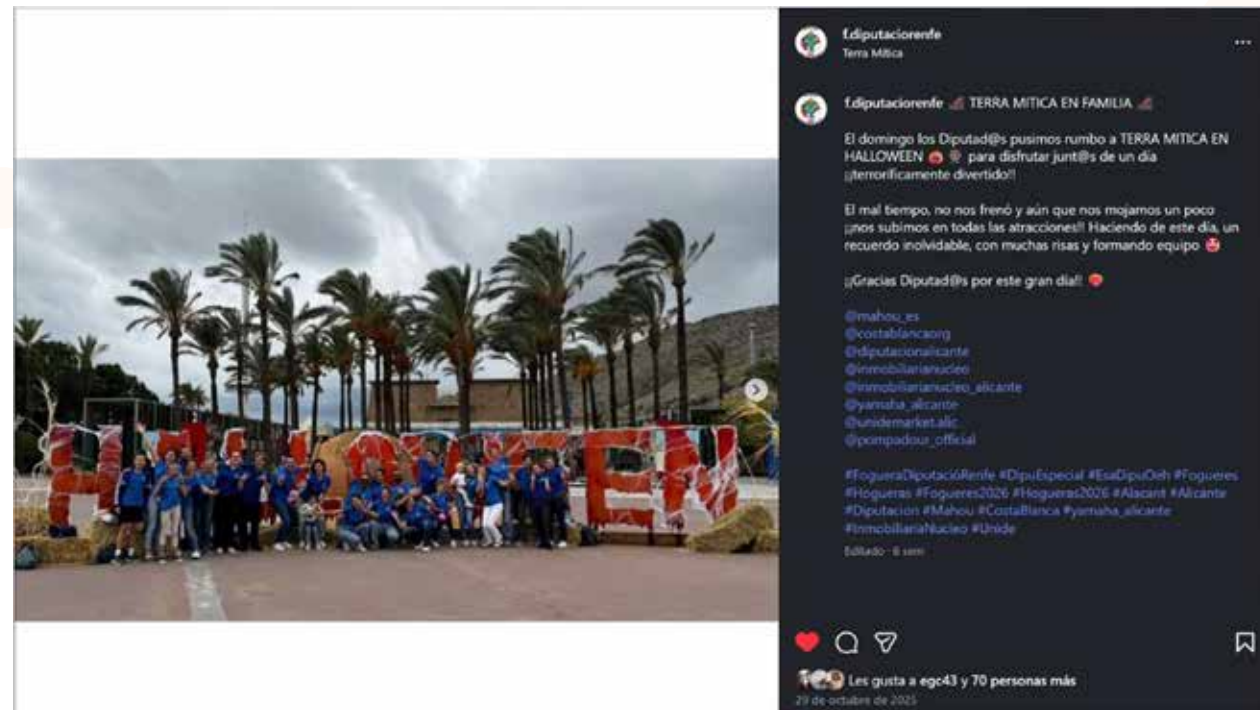 HALLOWEEN
f.diputaciorenfe
Terra Mítica
f.diputaciorenfe TERRA MITICA EN FAMILIA
El domingo los Diputad@s pusimos rumbo a TERRA MITICA EN
HALLOWEEN para disfrutar junt@s de un día
¡¡terroríficamente divertido!!
El mal tiempo, no nos frenó y aún que nos mojamos un poco
¡¡nos subimos en todas las atracciones!! Haciendo de este día, un
recuerdo inolvidable, con muchas risas y formando equipo
¡¡Gracias Diputad@s por este gran día!!
@mahou_es
@costablancaorg
@diputacionalicante
@inmobiliarianucleo
@inmobiliarianucleo_alicante
@yamaha_alicante
@unidemarket.alic
@pompadour_official
#FogueraDiputacióRenfe #DipuEspecial #EsaDipuOeh #Fogueres
#Hogueras #Fogueres2026 #Hogueras2026 #Alacant #Alicante
#Diputacion #Mahou #CostaBlanca #yamaha_alicante
#InmobiliariaNucleo #Unide
Editado · 6 sem
Les gusta a egc43 y 70 personas más
29 de octubre de 2025